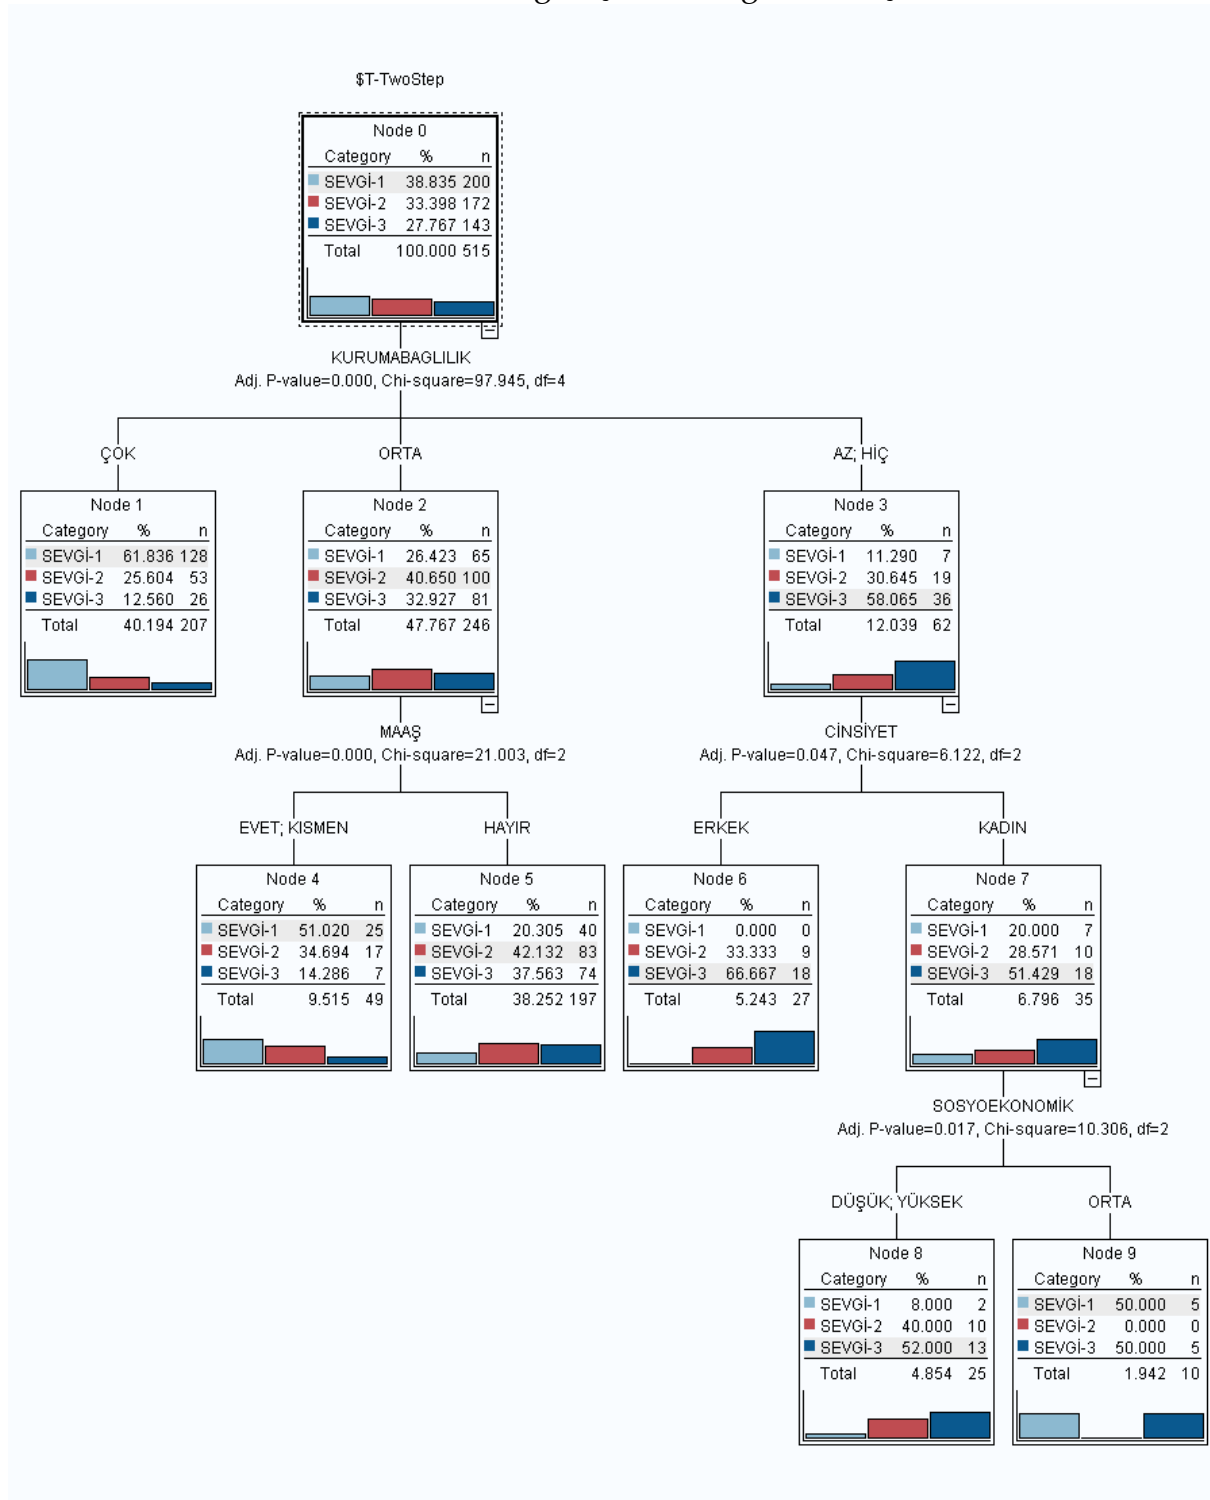 $T-TwoStep
Node 0
Category % n
SEVGİ-1 38.835 200
SEVGİ-2 33.398 172
SEVGİ-3 27.767 143
Total 100.000 515
KURUMABAGLILIK
Adj. P-value=0.000, Chi-square=97.945, df=4
ÇOK
ORTA
AZ; HİÇ
Node 1
Category % n
SEVGİ-1 61.836 128
SEVGİ-2 25.604 53
SEVGİ-3 12.560 26
Total 40.194 207
Node 2
Category % n
SEVGİ-1 26.423 65
SEVGİ-2 40.650 100
SEVGİ-3 32.927 81
Total 47.767 246
Node 3
Category % n
SEVGİ-1 11.290 7
SEVGİ-2 30.645 19
SEVGİ-3 58.065 36
Total 12.039 62
MAAŞ
Adj. P-value=0.000, Chi-square=21.003, df=2
CİNSİYET
Adj. P-value=0.047, Chi-square=6.122, df=2
EVET; KISMEN
HAYIR
ERKEK
KADIN
Node 4
Category % n
SEVGİ-1 51.020 25
SEVGİ-2 34.694 17
SEVGİ-3 14.286 7
Total 9.515 49
Node 5
Category % n
SEVGİ-1 20.305 40
SEVGİ-2 42.132 83
SEVGİ-3 37.563 74
Total 38.252 197
Node 6
Category % n
SEVGİ-1 0.000 0
SEVGİ-2 33.333 9
SEVGİ-3 66.667 18
Total 5.243 27
Node 7
Category % n
SEVGİ-1 20.000 7
SEVGİ-2 28.571 10
SEVGİ-3 51.429 18
Total 6.796 35
SOSYOEKONOMİK
Adj. P-value=0.017, Chi-square=10.306, df=2
DÜŞÜK; YÜKSEK
ORTA
Node 8
Category % n
SEVGİ-1 8.000 2
SEVGİ-2 40.000 10
SEVGİ-3 52.000 13
Total 4.854 25
Node 9
Category % n
SEVGİ-1 50.000 5
SEVGİ-2 0.000 0
SEVGİ-3 50.000 5
Total 1.942 10